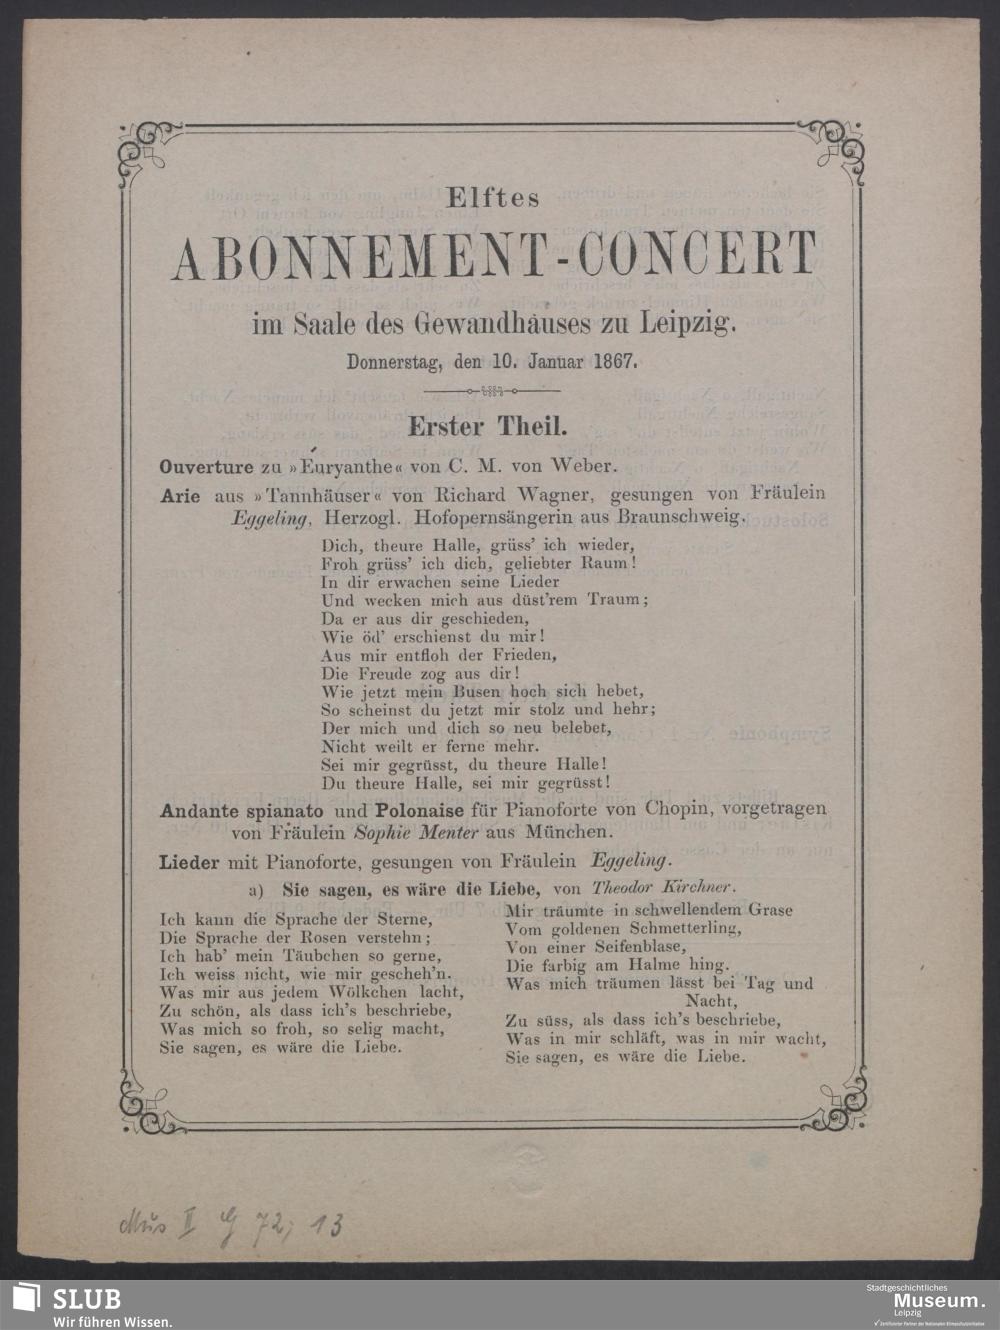 Elftes
ABONNEMENT-CONCERT
im Saale des Gewandhauses zu Leipzig.
Donnerstag, den 10. Januar 1867.
Erster Theil.
Ouverture zu »Euryanthe« von C. M. von Weber.
Arie aus »Tannhäuser« von Richard Wagner, gesungen von Fräulein
Eggeling, Herzogl. Hofopernsängerin aus Braunschweig.
Dich, theure Halle, grüss' ich wieder,
Froh grüss' ich dich, geliebter Raum!
In dir erwachen seine Lieder
Und wecken mich aus düst'rem Traum;
Da er aus dir geschieden,
Wie öd' erschienst du mir!
Aus mir entfloh der Frieden,
Die Freude zog aus dir!
Wie jetzt mein Busen hoch sich hebet,
So scheinst du jetzt mir stolz und hehr;
Der mich und dich so neu belebet,
Nicht weilt er ferne mehr.
Sei mir gegrüsst, du theure Halle!
Du theure Halle, sei mir gegrüsst!
Andante spianato und Polonaise für Pianoforte von Chopin, vorgetragen
von Fräulein Sophie Menter aus München.
Lieder mit Pianoforte, gesungen von Fräulein Eggeling.
a) Sie sagen, es wäre die Liebe, von Theodor Kirchner.
Ich kann die Sprache der Sterne,
Die Sprache der Rosen verstehn;
Ich hab' mein Täubchen so gerne,
Ich weiss nicht, wie mir gescheh'n.
Was mir aus jedem Wölkchen lacht,
Zu schön, als dass ich's beschriebe,
Was mich so froh, so selig macht,
Sie sagen, es wäre die Liebe.
Mir träumte in schwellendem Grase
Vom goldenen Schmetterling,
Von einer Seifenblase,
Die farbig am Halme hing.
Was mich träumen lässt bei Tag und
Nacht,
Zu süss, als dass ich's beschriebe,
Was in mir schläft, was in mir wacht,
Sie sagen, es wäre die Liebe.
Mus II G 72; 13
SLUB
Wir führen Wissen.
Stadtgeschichtliches
Museum.
Leipzig
Zertifizierter Partner der Nationalen Klimaschutzinitiative